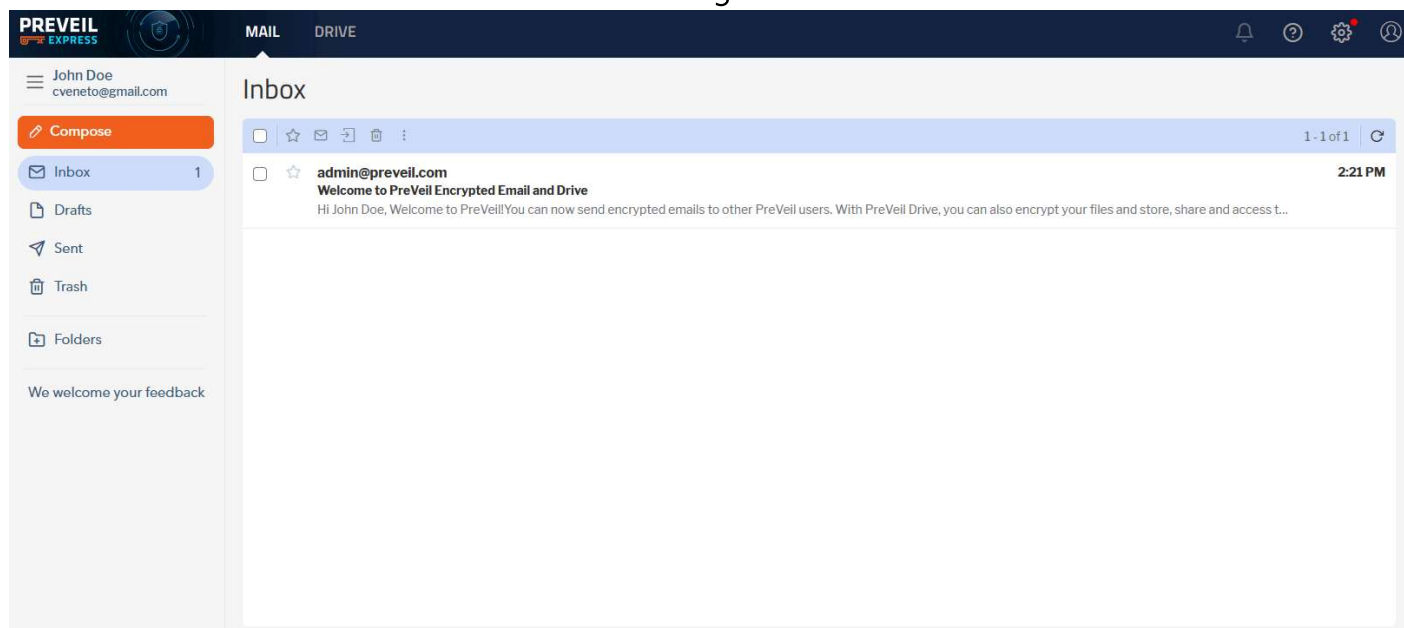 PREVEIL
EXPRESS
MAIL DRIVE
John Doe
cveneto@gmail.com
Inbox
Compose
1-1 of 1
Inbox 1
admin@preveil.com 2:21 PM
Welcome to PreVeil Encrypted Email and Drive
Hi John Doe, Welcome to PreVeil!You can now send encrypted emails to other PreVeil users. With PreVeil Drive, you can also encrypt your files and store, share and access t...
Drafts
Sent
Trash
Folders
We welcome your feedback